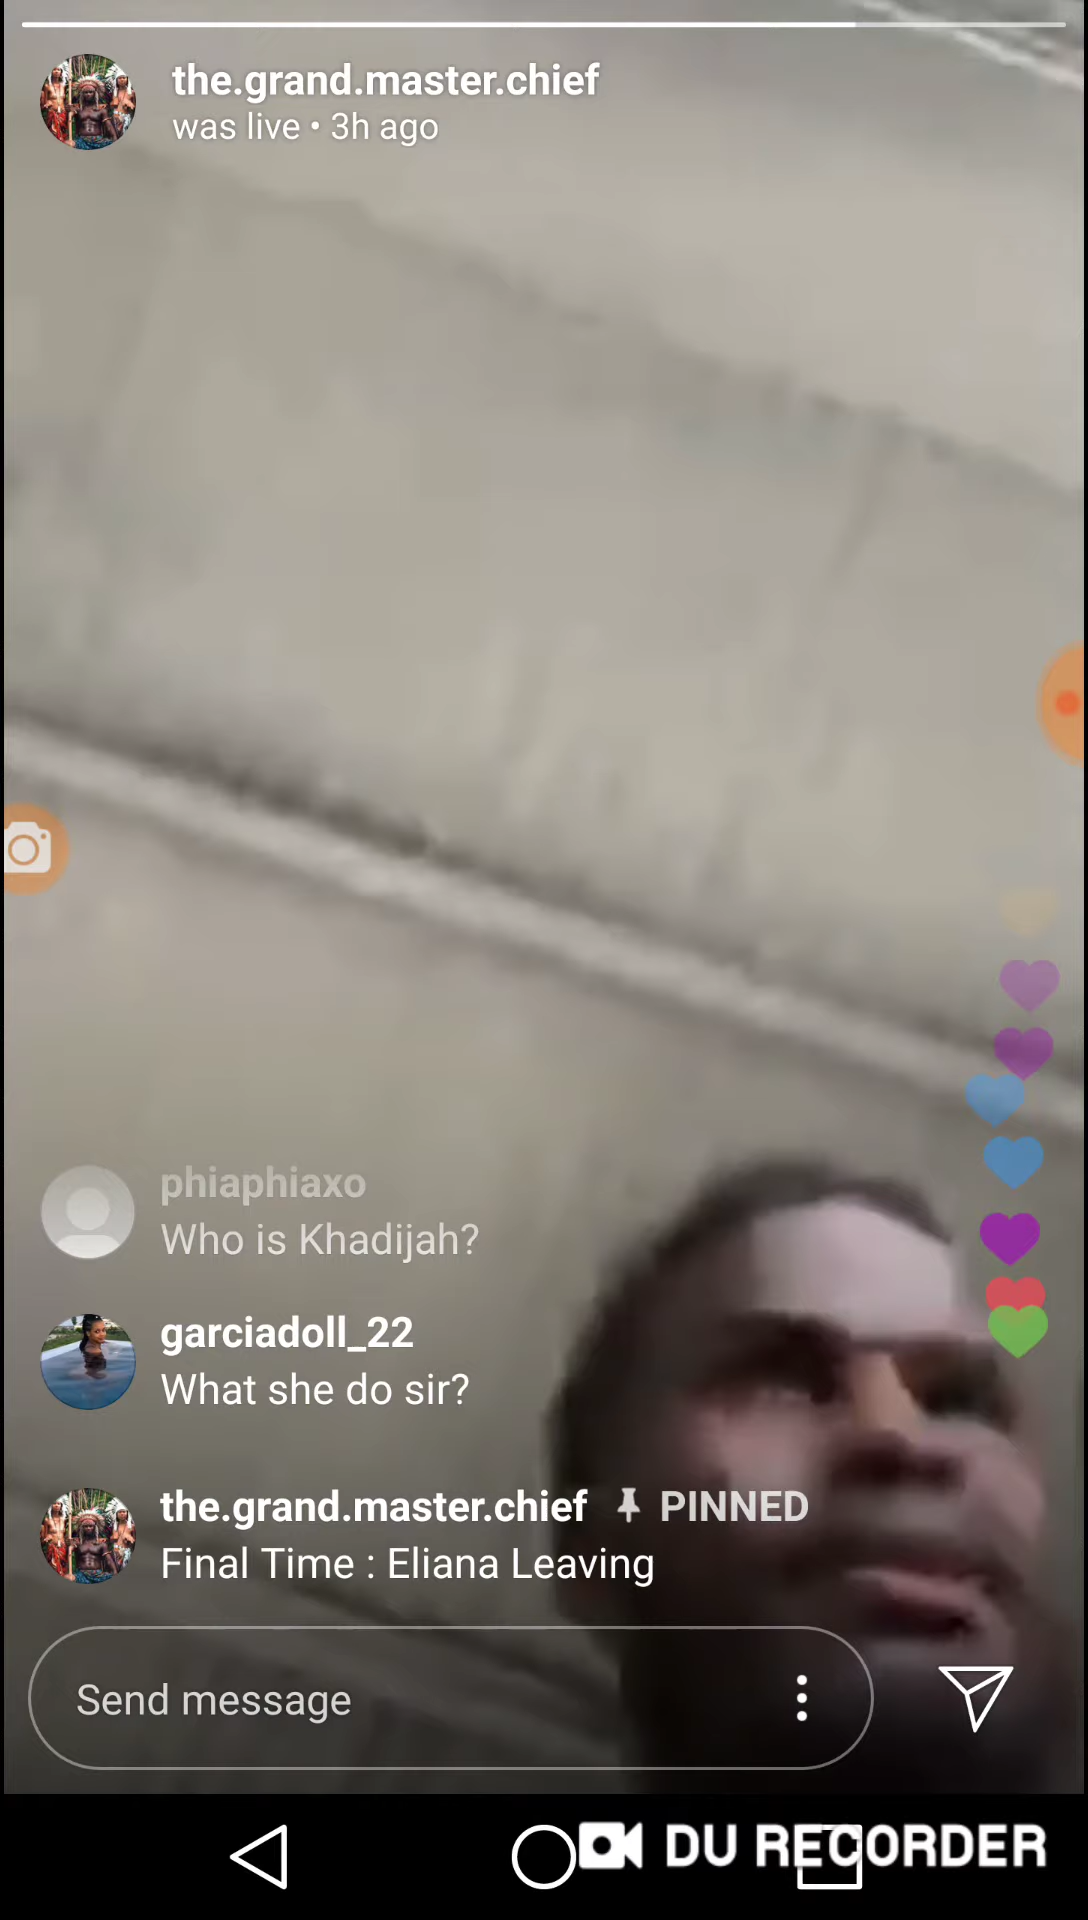 the.grand.master.chief
was live • 3h ago
phiaphiaxo
Who is Khadijah?
garciadoll_22
What she do sir?
the.grand.master.chief PINNED
Final Time : Eliana Leaving
Send message
DU RECORDER